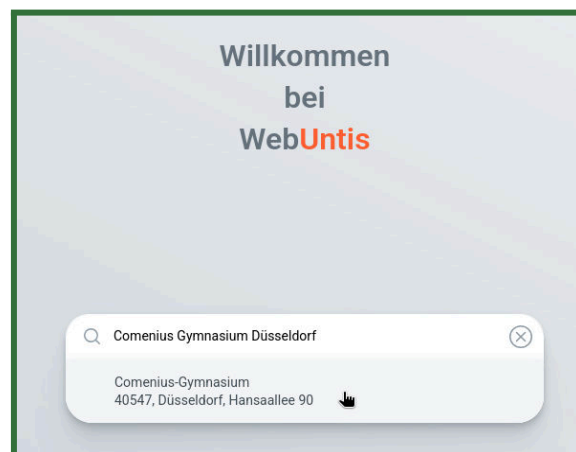 Willkommen
bei
WebUntis
Comenius Gymnasium Düsseldorf
Comenius-Gymnasium
40547, Düsseldorf, Hansaallee 90